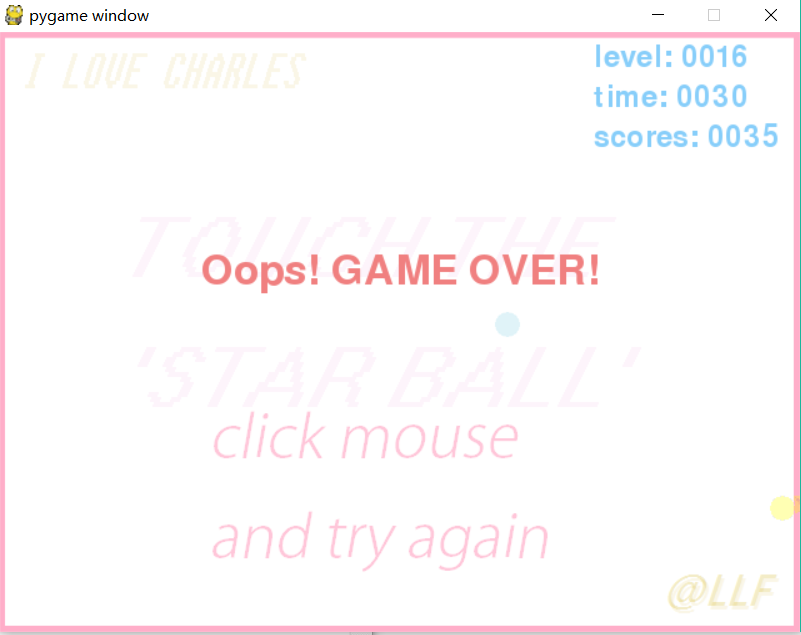 pygame window
I LOVE CHARLES
level: 0016
time: 0030
scores: 0035
TOUCH THE
Oops! GAME OVER!
'STAR BALL'
click mouse
and try again
@LLF